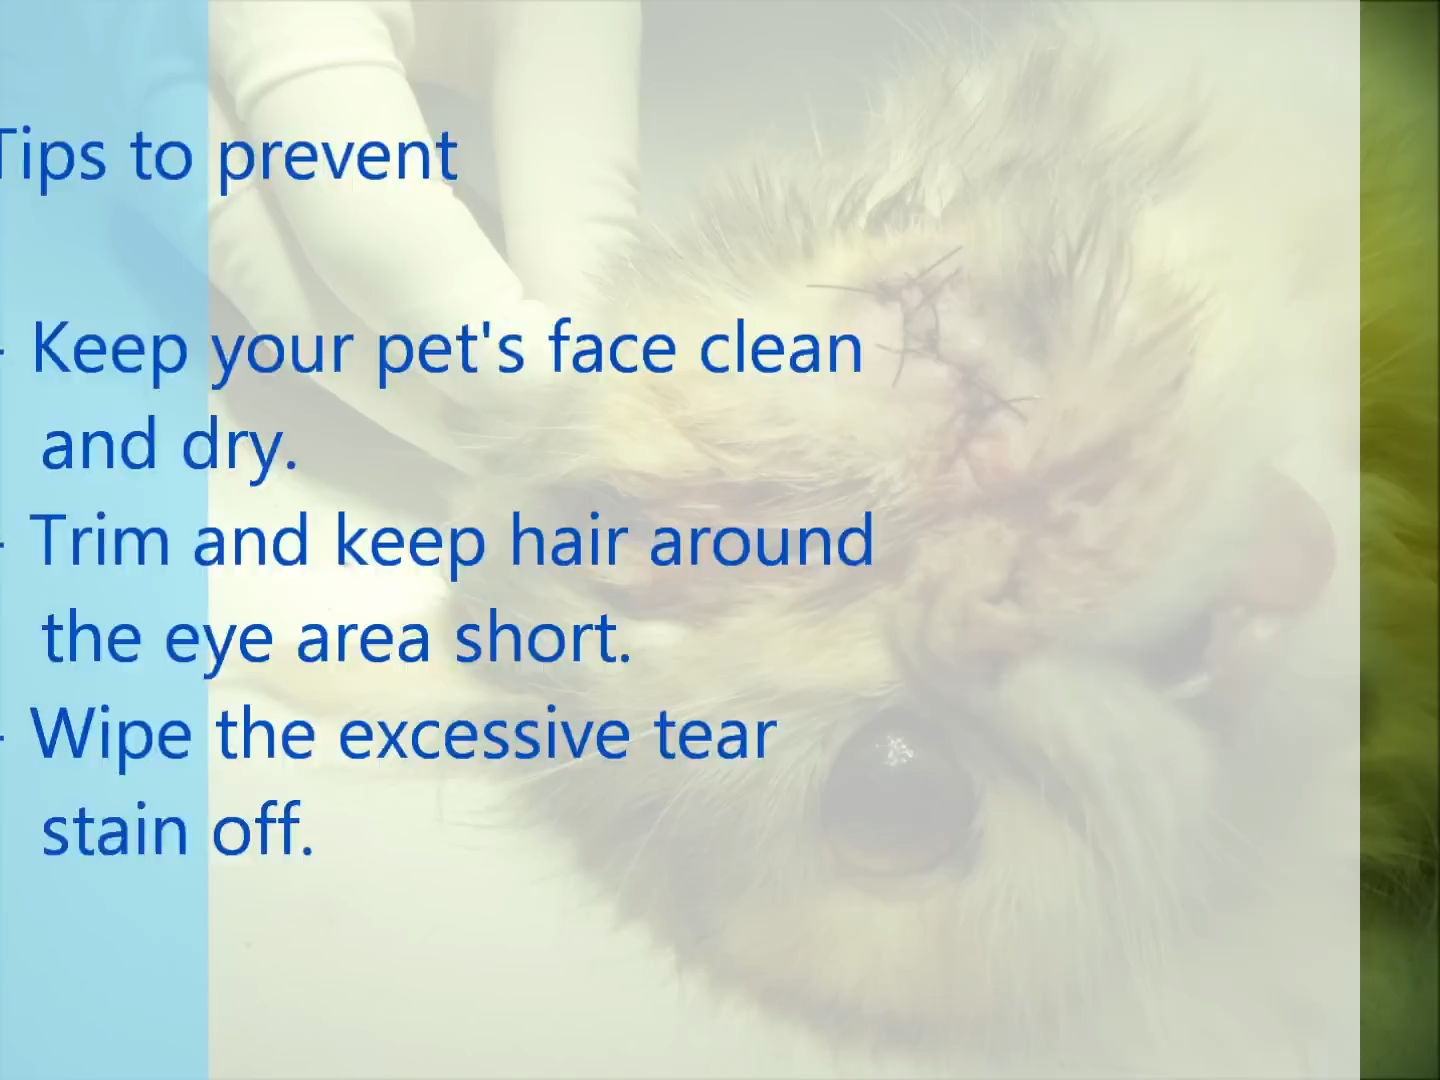 Tips to prevent
- Keep your pet's face clean
and dry.
- Trim and keep hair around
the eye area short.
- Wipe the excessive tear
stain off.